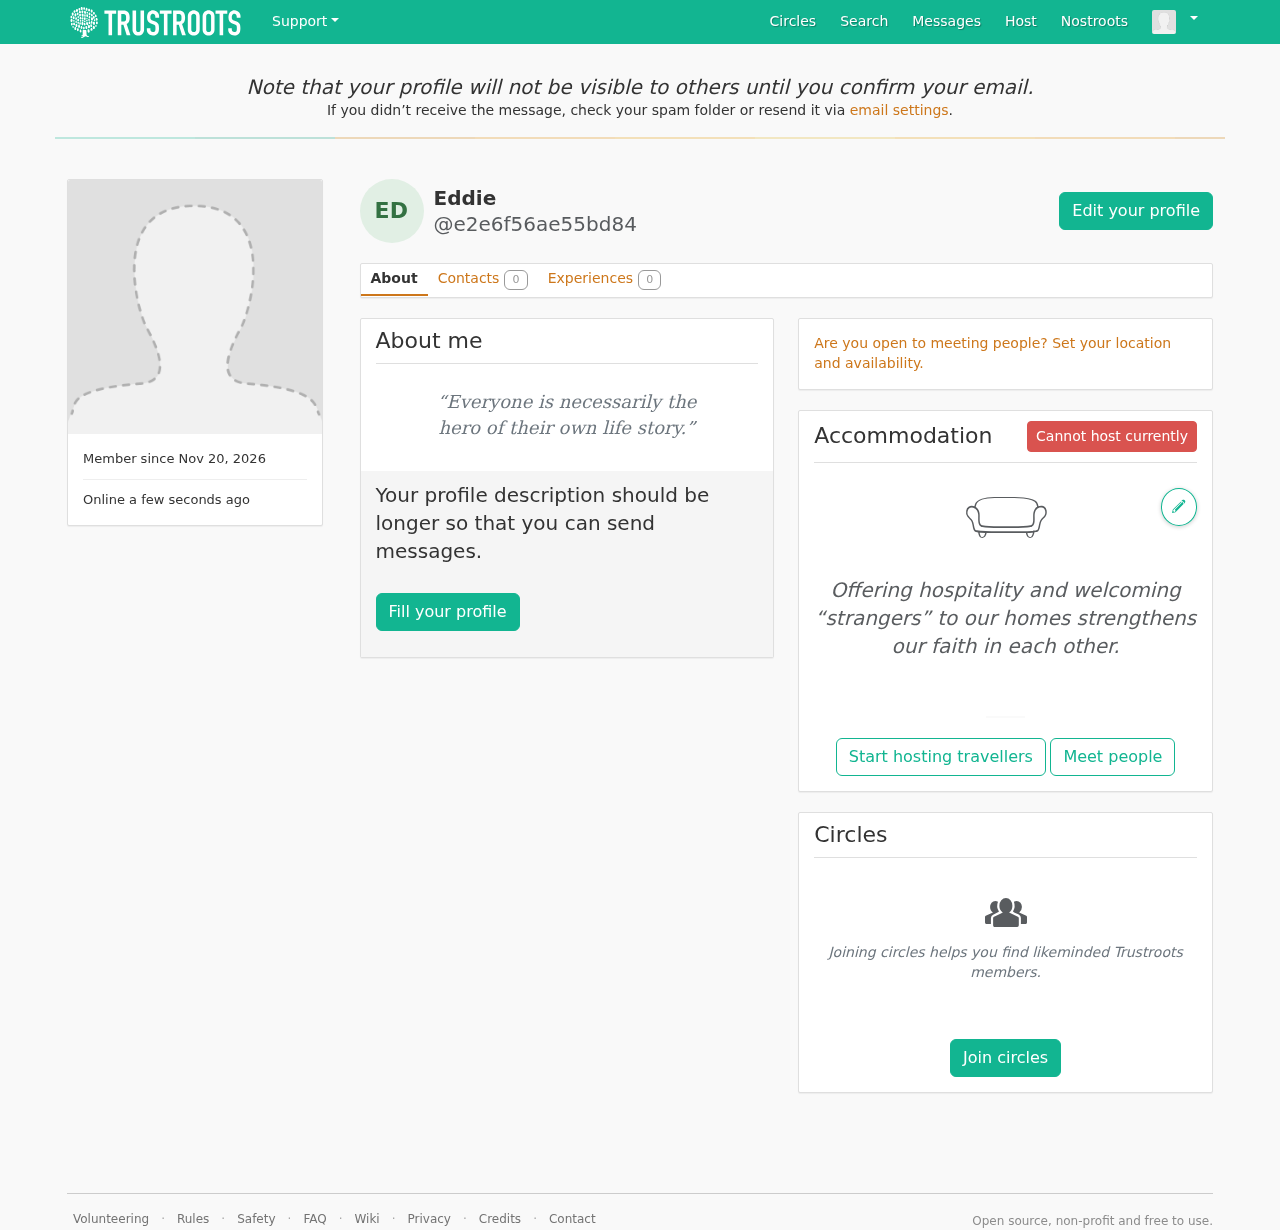 TRUSTROOTS
Support
Circles Search Messages Host Nostroots
Note that your profile will not be visible to others until you confirm your email.
If you didn’t receive the message, check your spam folder or resend it via email settings.
Member since Nov 20, 2026
Online a few seconds ago
ED
Eddie
@e2e6f56ae55bd84
Edit your profile
About Contacts 0 Experiences 0
About me
“Everyone is necessarily the
hero of their own life story.”
Your profile description should be
longer so that you can send
messages.
Fill your profile
Are you open to meeting people? Set your location
and availability.
Accommodation
Cannot host currently
Offering hospitality and welcoming
“strangers” to our homes strengthens
our faith in each other.
Start hosting travellers
Meet people
Circles
Joining circles helps you find likeminded Trustroots
members.
Join circles
Volunteering · Rules · Safety · FAQ · Wiki · Privacy · Credits · Contact
Open source, non-profit and free to use.